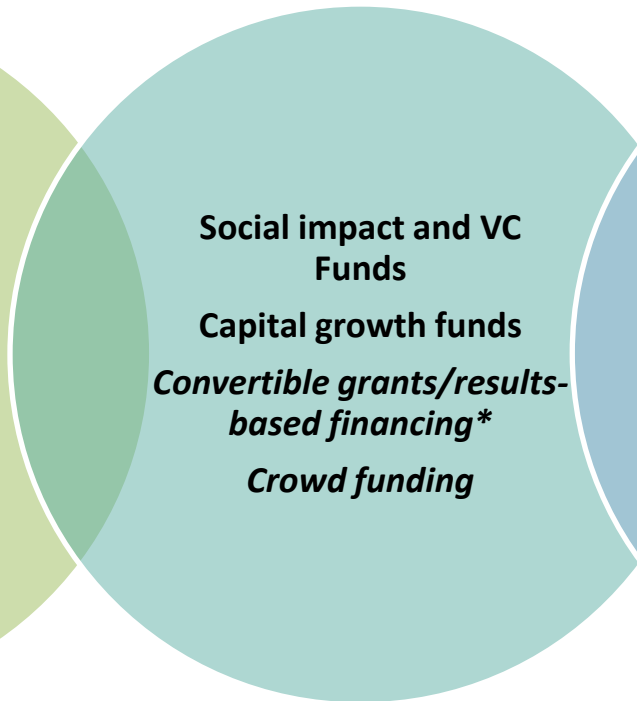 Social impact and VC
Funds
Capital growth funds
Convertible grants/results-
based financing*
Crowd funding